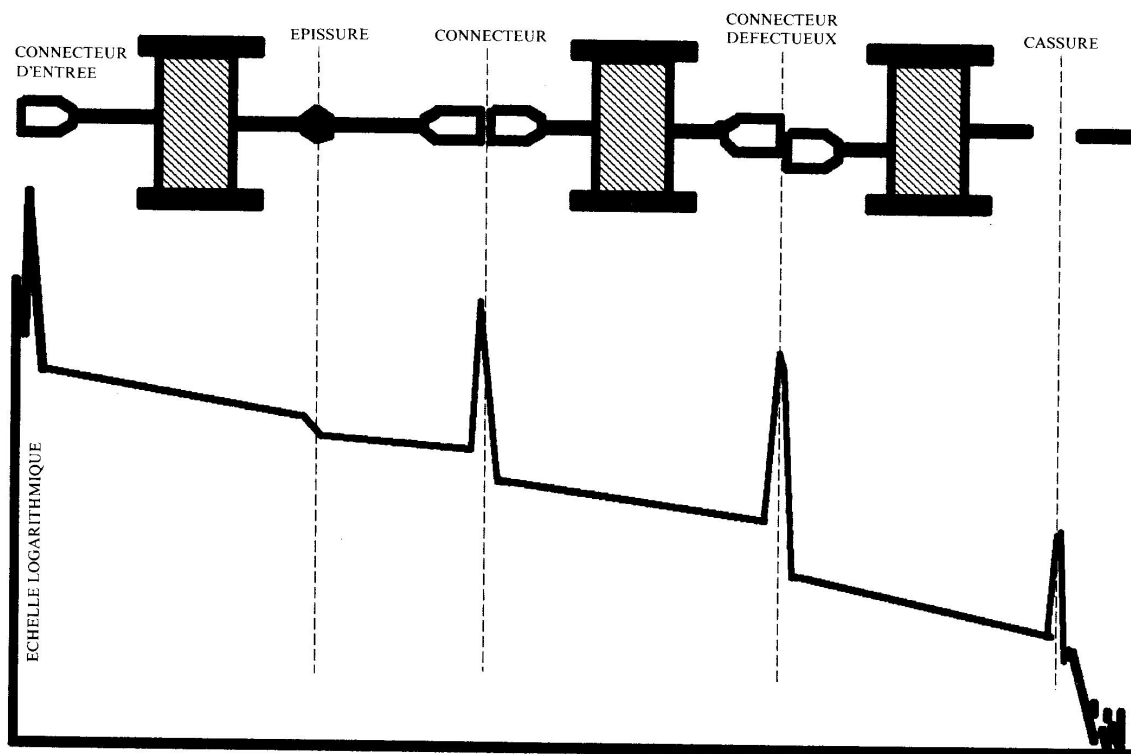 CONNECTEUR
D'ENTREE
EPISSURE
CONNECTEUR
CONNECTEUR
DEFECTUEUX
CASSURE
ECHELLE LOGARITHMIQUE